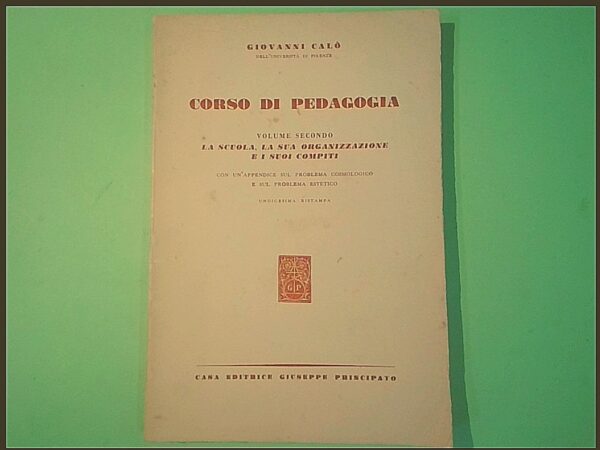 GIOVANNI CALÒ
DELL'UNIVERSITÀ DI FIRENZE
CORSO DI PEDAGOGIA
VOLUME SECONDO
LA SCUOLA, LA SUA ORGANIZZAZIONE
E I SUOI COMPITI
CON UN'APPENDICE SUL PROBLEMA COSMOLOGICO
E SUL PROBLEMA ESTETICO
UNDICESIMA RISTAMPA
G P
CASA EDITRICE GIUSEPPE PRINCIPATO